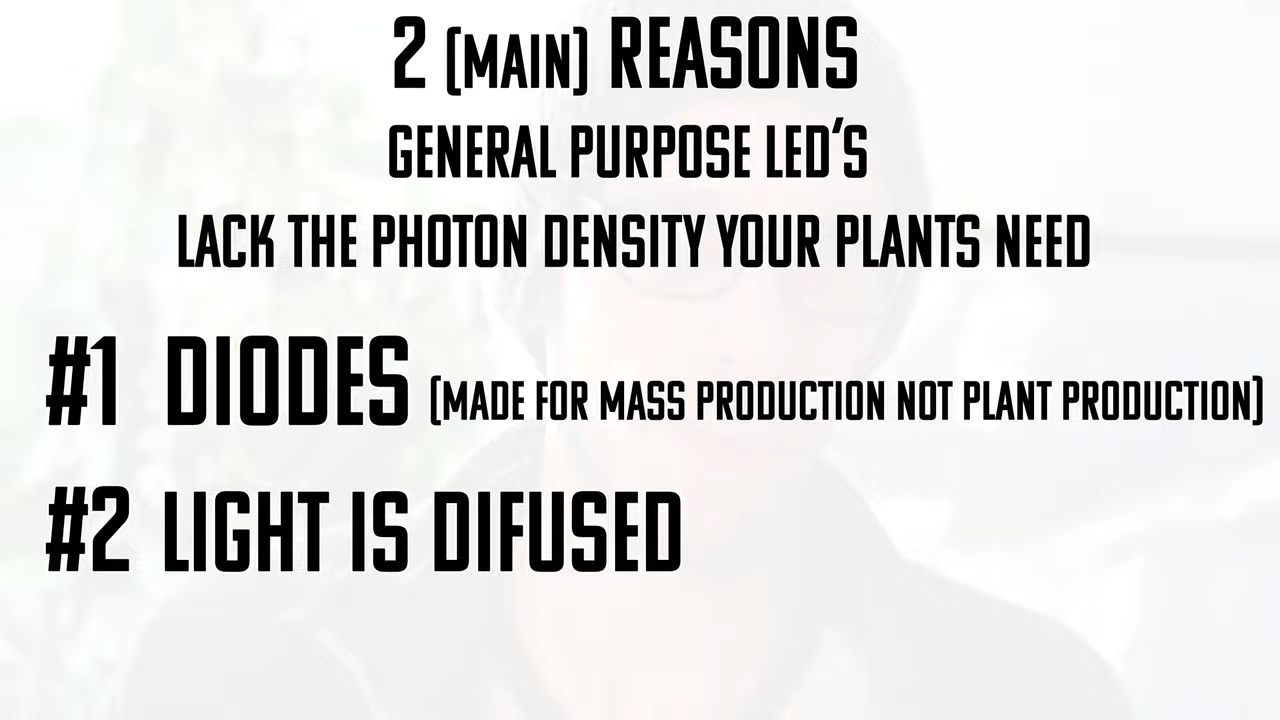 2 (MAIN) REASONS
GENERAL PURPOSE LED'S
LACK THE PHOTON DENSITY YOUR PLANTS NEED
#1 DIODES (MADE FOR MASS PRODUCTION NOT PLANT PRODUCTION)
#2 LIGHT IS DIFUSED